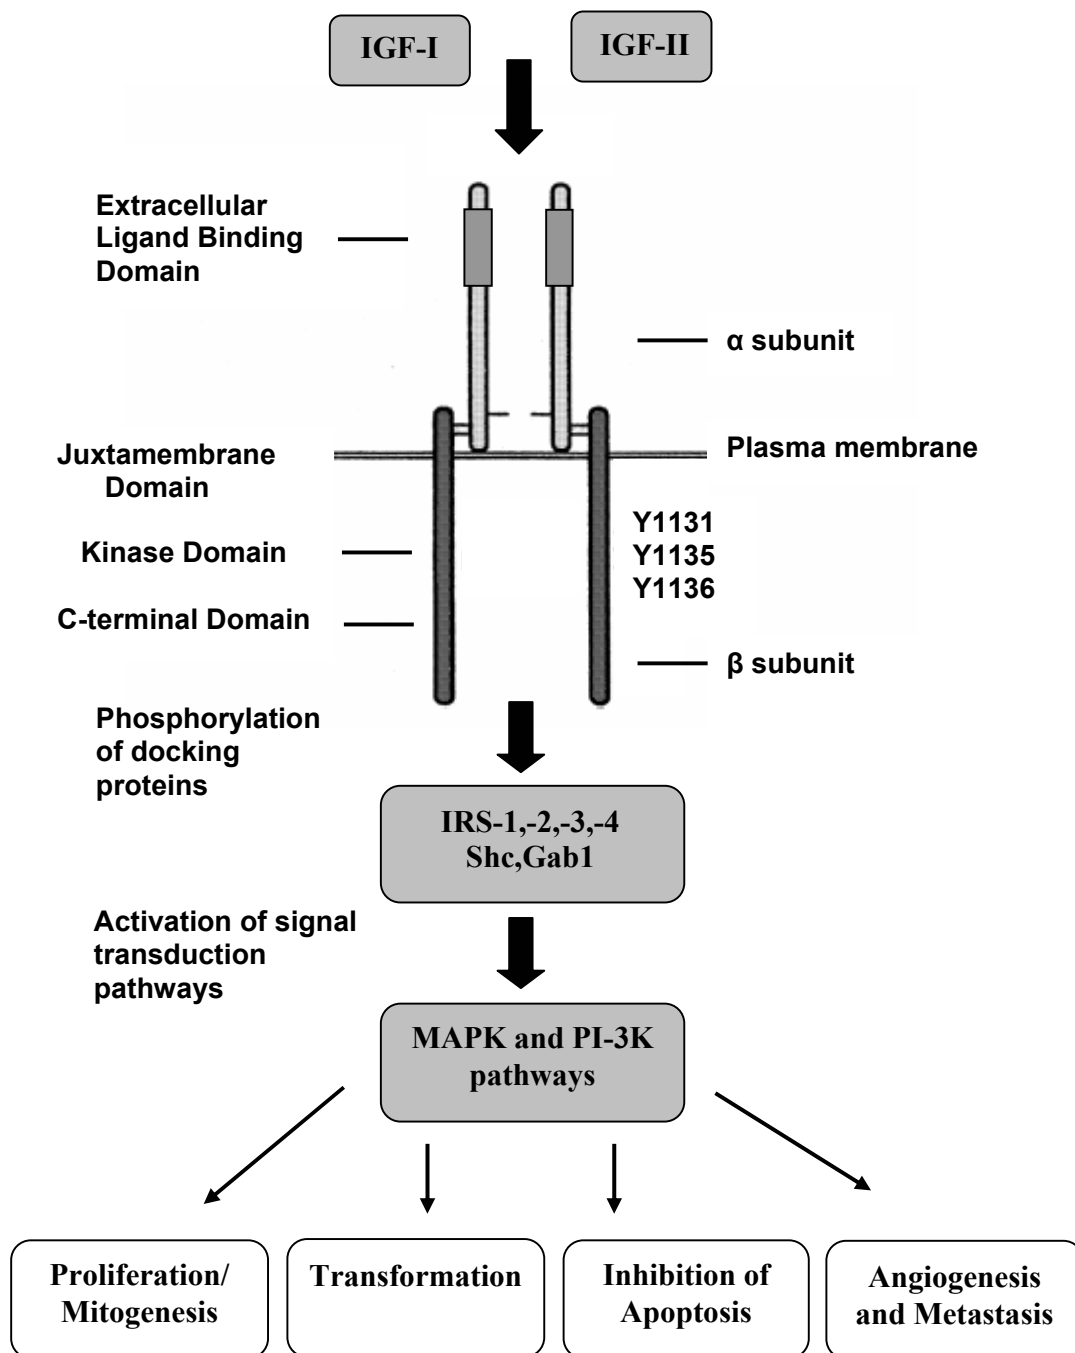 IGF-I
IGF-II
Extracellular
Ligand Binding
Domain
α subunit
Juxtamembrane
Domain
Plasma membrane
Y1131
Y1135
Y1136
Kinase Domain
C-terminal Domain
β subunit
Phosphorylation
of docking
proteins
IRS-1,-2,-3,-4
Shc,Gab1
Activation of signal
transduction
pathways
MAPK and PI-3K
pathways
Proliferation/
Mitogenesis
Transformation
Inhibition of
Apoptosis
Angiogenesis
and Metastasis